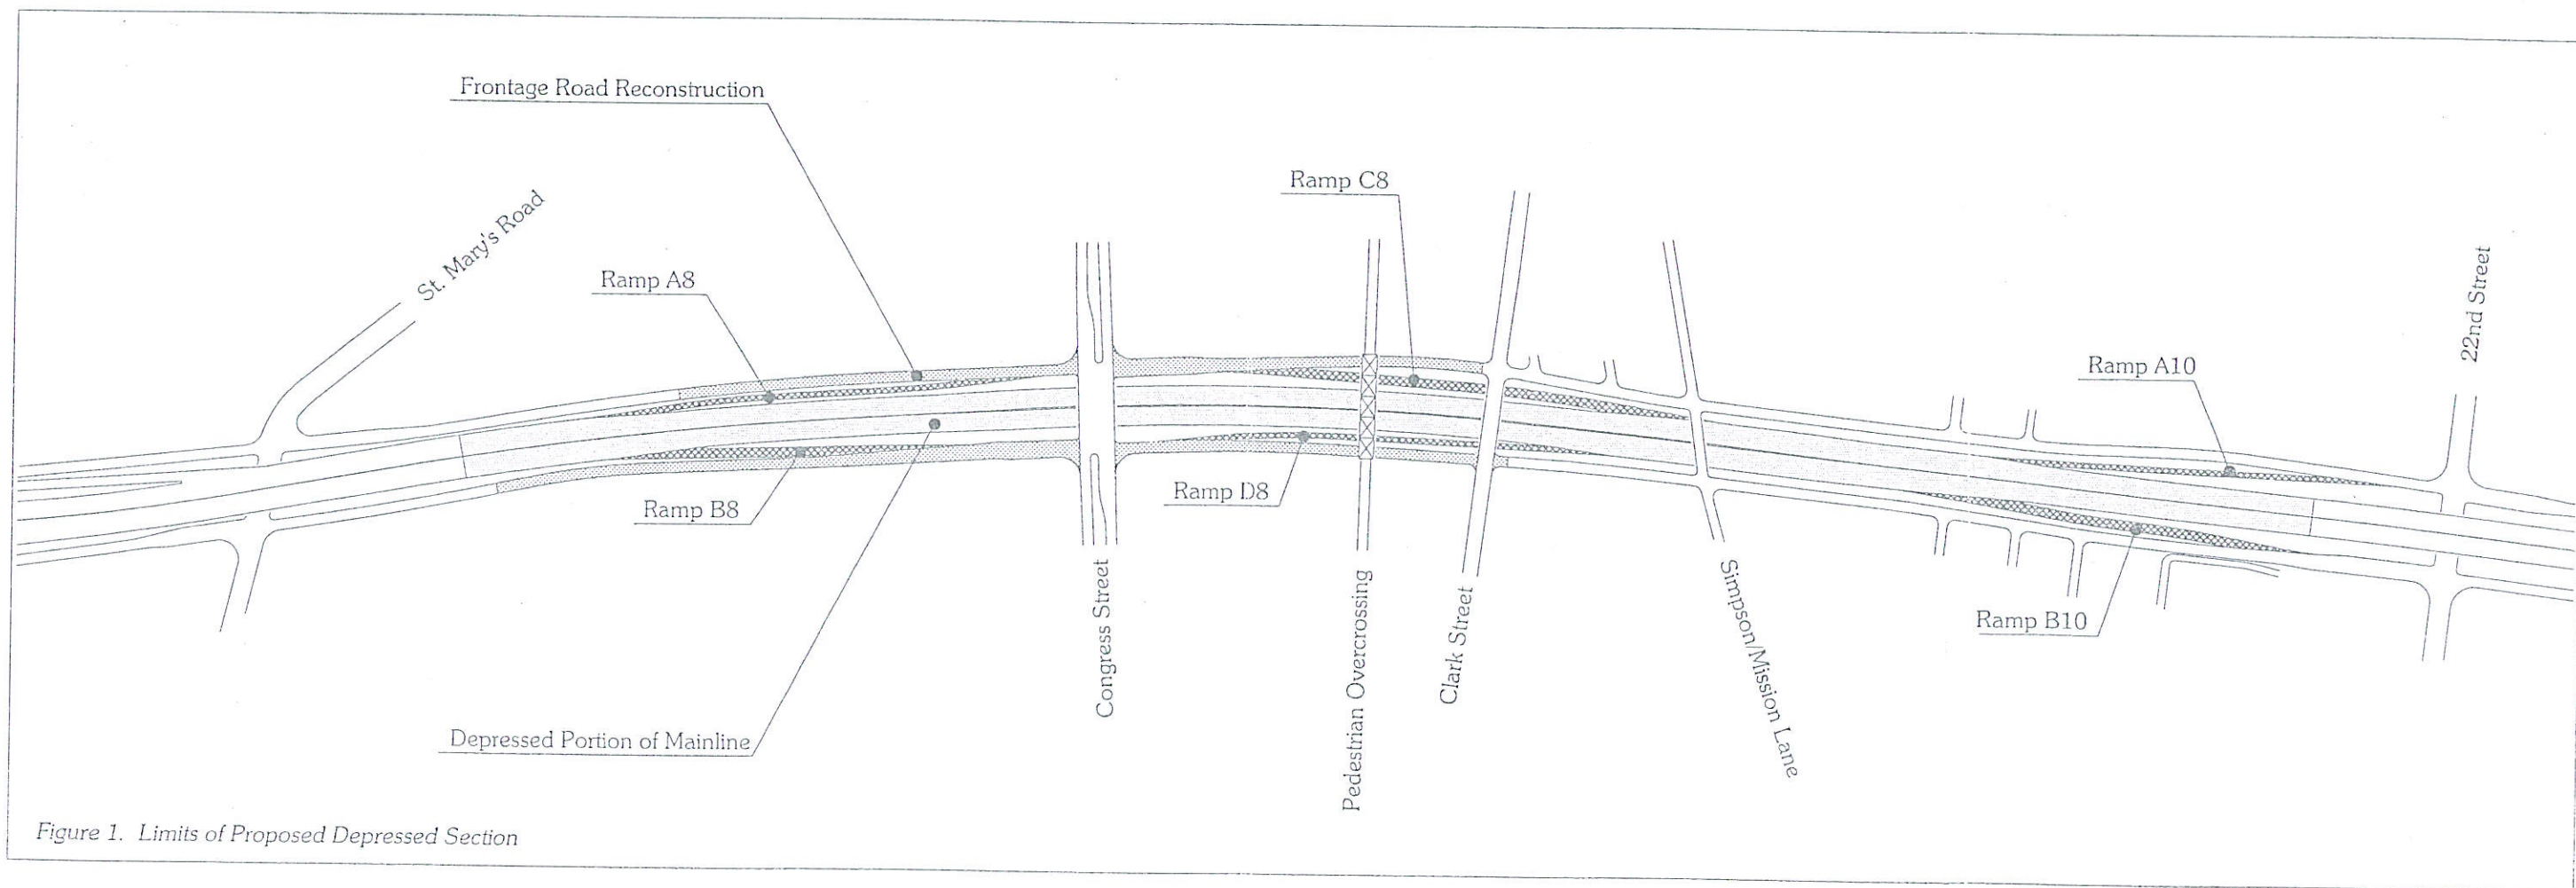 Frontage Road Reconstruction
St. Mary's Road
Ramp A8
Ramp C8
22nd Street
Ramp A10
Ramp B8
Ramp D8
Ramp B10
Congress Street
Pedestrian Overcrossing
Clark Street
Simpson/Mission Lane
Depressed Portion of Mainline
Figure 1. Limits of Proposed Depressed Section